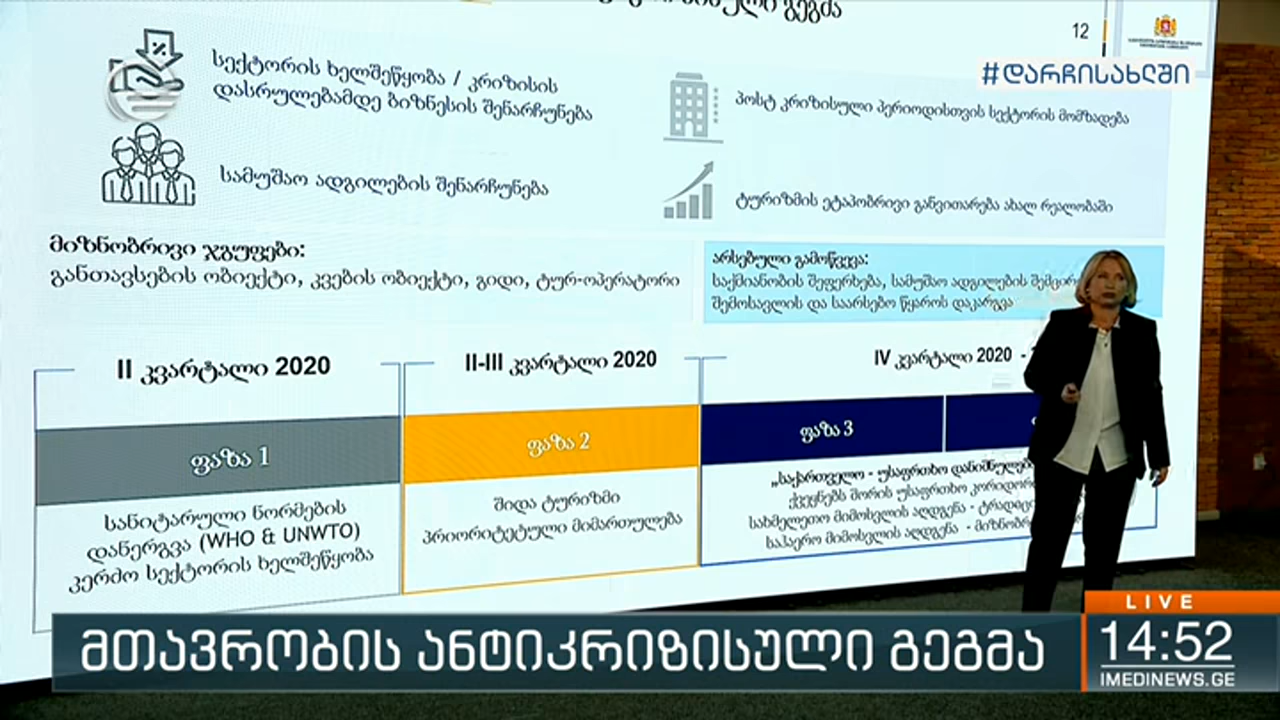 გეგმა
12
#ᲓᲐᲠᲩᲘᲡᲐᲮᲚᲨᲘ
სექტორის ხელშეწყობა / კრიზისის
დასრულებამდე ბიზნესის შენარჩუნება
პოსტ კრიზისული პერიოდისთვის სექტორის მომზადება
სამუშაო ადგილების შენარჩუნება
ტურიზმის ეტაპობრივი განვითარება ახალ რეალობაში
მიზნობრივი ჯგუფები:
განთავსების ობიექტი, კვების ობიექტი, გიდი, ტურ-ოპერატორი
არსებული გამოწვევა:
საქმიანობის შეფერხება, სამუშაო ადგილების
შემოსავლის და საარსებო წყაროს დაკარგვა
II კვარტალი 2020
II-III კვარტალი 2020
IV კვარტალი 2020 -
ფაზა 1
ფაზა 2
ფაზა 3
სანიტარული ნორმების
დანერგვა (WHO & UNWTO)
კერძო სექტორის ხელშეწყობა
შიდა ტურიზმი
პრიორიტეტული მიმართულება
„საქართველო - უსაფრთხო
ქვეყნებს შორის უსაფრთხო
სახმელეთო მიმოსვლის აღდგენა -
საჰაერო მიმოსვლის აღდგენა -
ᲛᲗᲐᲕᲠᲝᲑᲘᲡ ᲐᲜᲢᲘᲙᲠᲘᲖᲘᲡᲣᲚᲘ ᲒᲔᲒᲛᲐ
LIVE
14:52
IMEDINEWS.GE